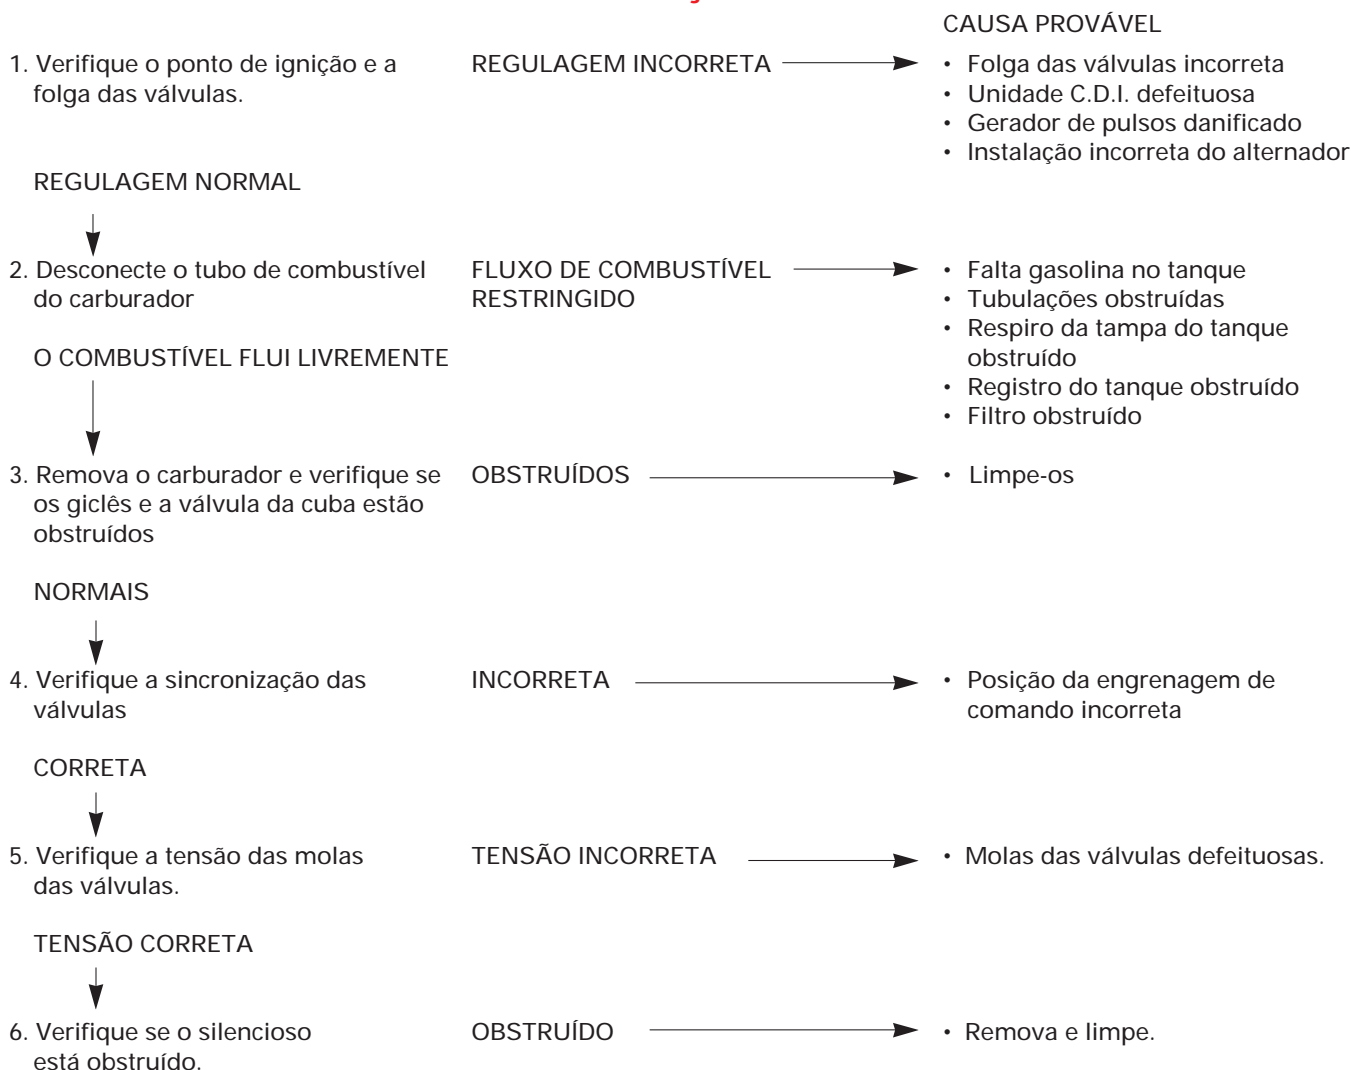 CAUSA PROVÁVEL
1. Verifique o ponto de ignição e a
folga das válvulas.
REGULAGEM INCORRETA
• Folga das válvulas incorreta
• Unidade C.D.I. defeituosa
• Gerador de pulsos danificado
• Instalação incorreta do alternador
REGULAGEM NORMAL
2. Desconecte o tubo de combustível
do carburador
FLUXO DE COMBUSTÍVEL
RESTRINGIDO
• Falta gasolina no tanque
• Tubulações obstruídas
• Respiro da tampa do tanque
obstruído
• Registro do tanque obstruído
• Filtro obstruído
O COMBUSTÍVEL FLUI LIVREMENTE
3. Remova o carburador e verifique se
os giclês e a válvula da cuba estão
obstruídos
OBSTRUÍDOS
• Limpe-os
NORMAIS
4. Verifique a sincronização das
válvulas
INCORRETA
• Posição da engrenagem de
comando incorreta
CORRETA
5. Verifique a tensão das molas
das válvulas.
TENSÃO INCORRETA
• Molas das válvulas defeituosas.
TENSÃO CORRETA
6. Verifique se o silencioso
está obstruído.
OBSTRUÍDO
• Remova e limpe.